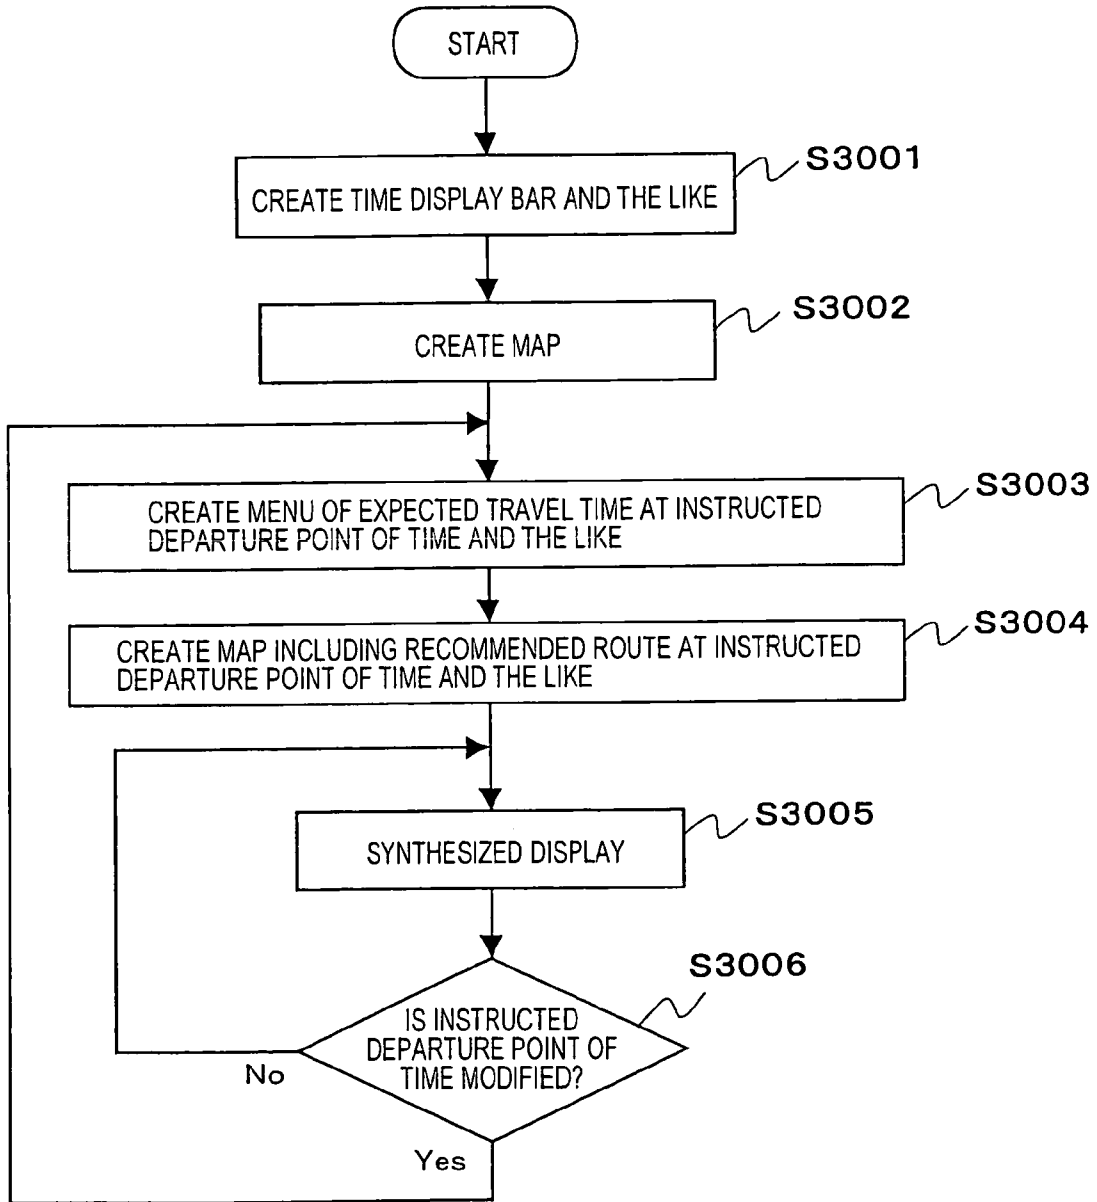 START
S3001
CREATE TIME DISPLAY BAR AND THE LIKE
S3002
CREATE MAP
S3003
CREATE MENU OF EXPECTED TRAVEL TIME AT INSTRUCTED
DEPARTURE POINT OF TIME AND THE LIKE
S3004
CREATE MAP INCLUDING RECOMMENDED ROUTE AT INSTRUCTED
DEPARTURE POINT OF TIME AND THE LIKE
S3005
SYNTHESIZED DISPLAY
S3006
IS INSTRUCTED
DEPARTURE POINT OF
TIME MODIFIED?
No
Yes